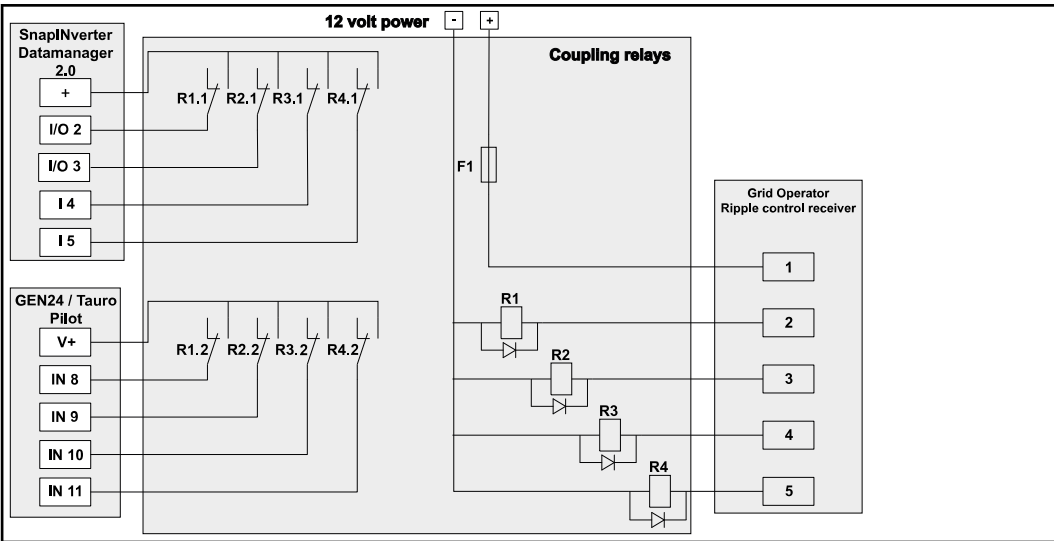 12 volt power
-
+
SnapINverter
Datamanager
2.0
+
I/O 2
I/O 3
I 4
I 5
R1.1
R2.1
R3.1
R4.1
Coupling relays
F1
Grid Operator
Ripple control receiver
1
2
3
4
5
GEN24 / Tauro
Pilot
V+
IN 8
IN 9
IN 10
IN 11
R1.2
R2.2
R3.2
R4.2
R1
R2
R3
R4